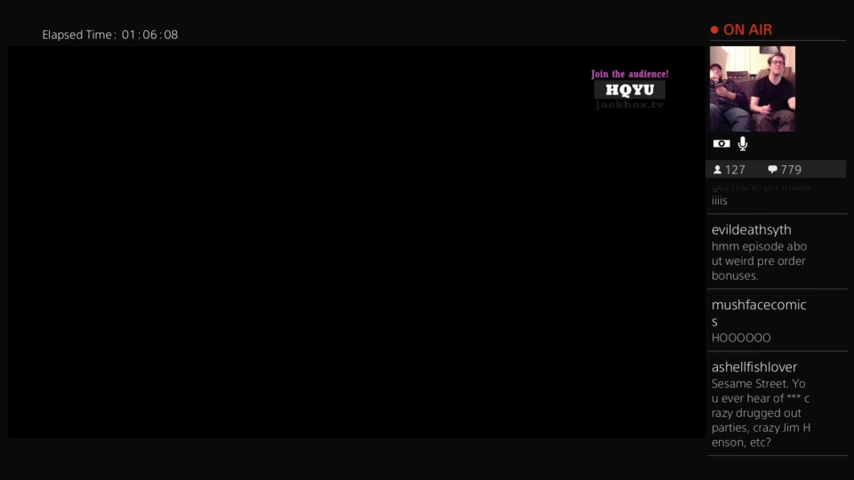 Elapsed Time: 01:06:08
ON AIR
Join the audience!
HQYU
jackbox.tv
127 779
iiiis
evildeathsyth
hmm episode abo
ut weird pre order
bonuses.
mushfacecomic
s
HOOOOOO
ashellfishlover
Sesame Street. Yo
u ever hear of *** c
razy drugged out
parties, crazy Jim H
enson, etc?